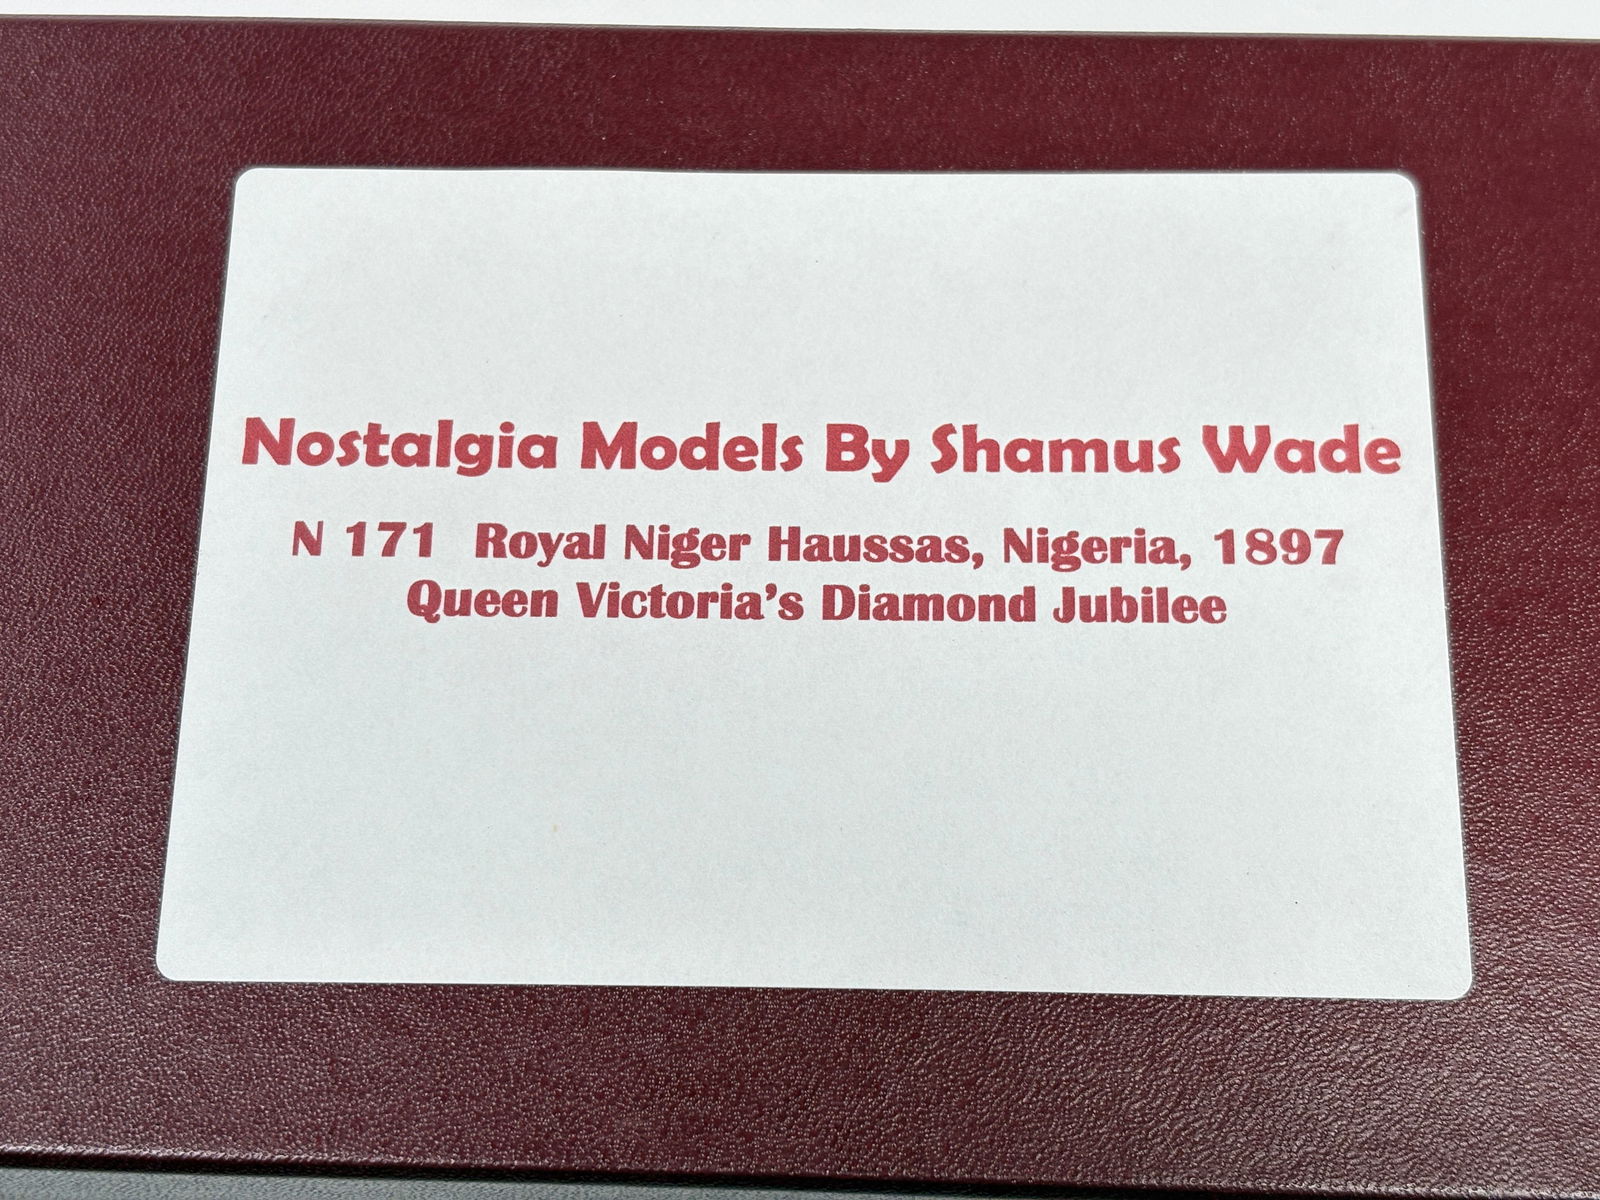 Nostalgia Models By Shamus Wade
N 171 Royal Niger Haussas, Nigeria, 1897
Queen Victoria's Diamond Jubilee